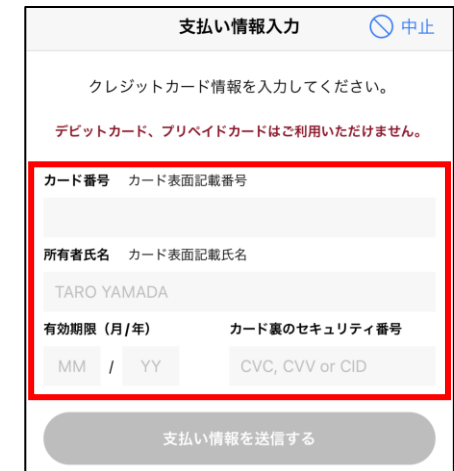 支払い情報入力 中止
クレジットカード情報を入力してください。
デビットカード、プリペイドカードはご利用いただけません。
カード番号 カード表面記載番号
所有者氏名 カード表面記載氏名
TARO YAMADA
有効期限（月/年） カード裏のセキュリティ番号
MM / YY CVC, CVV or CID
支払い情報を送信する